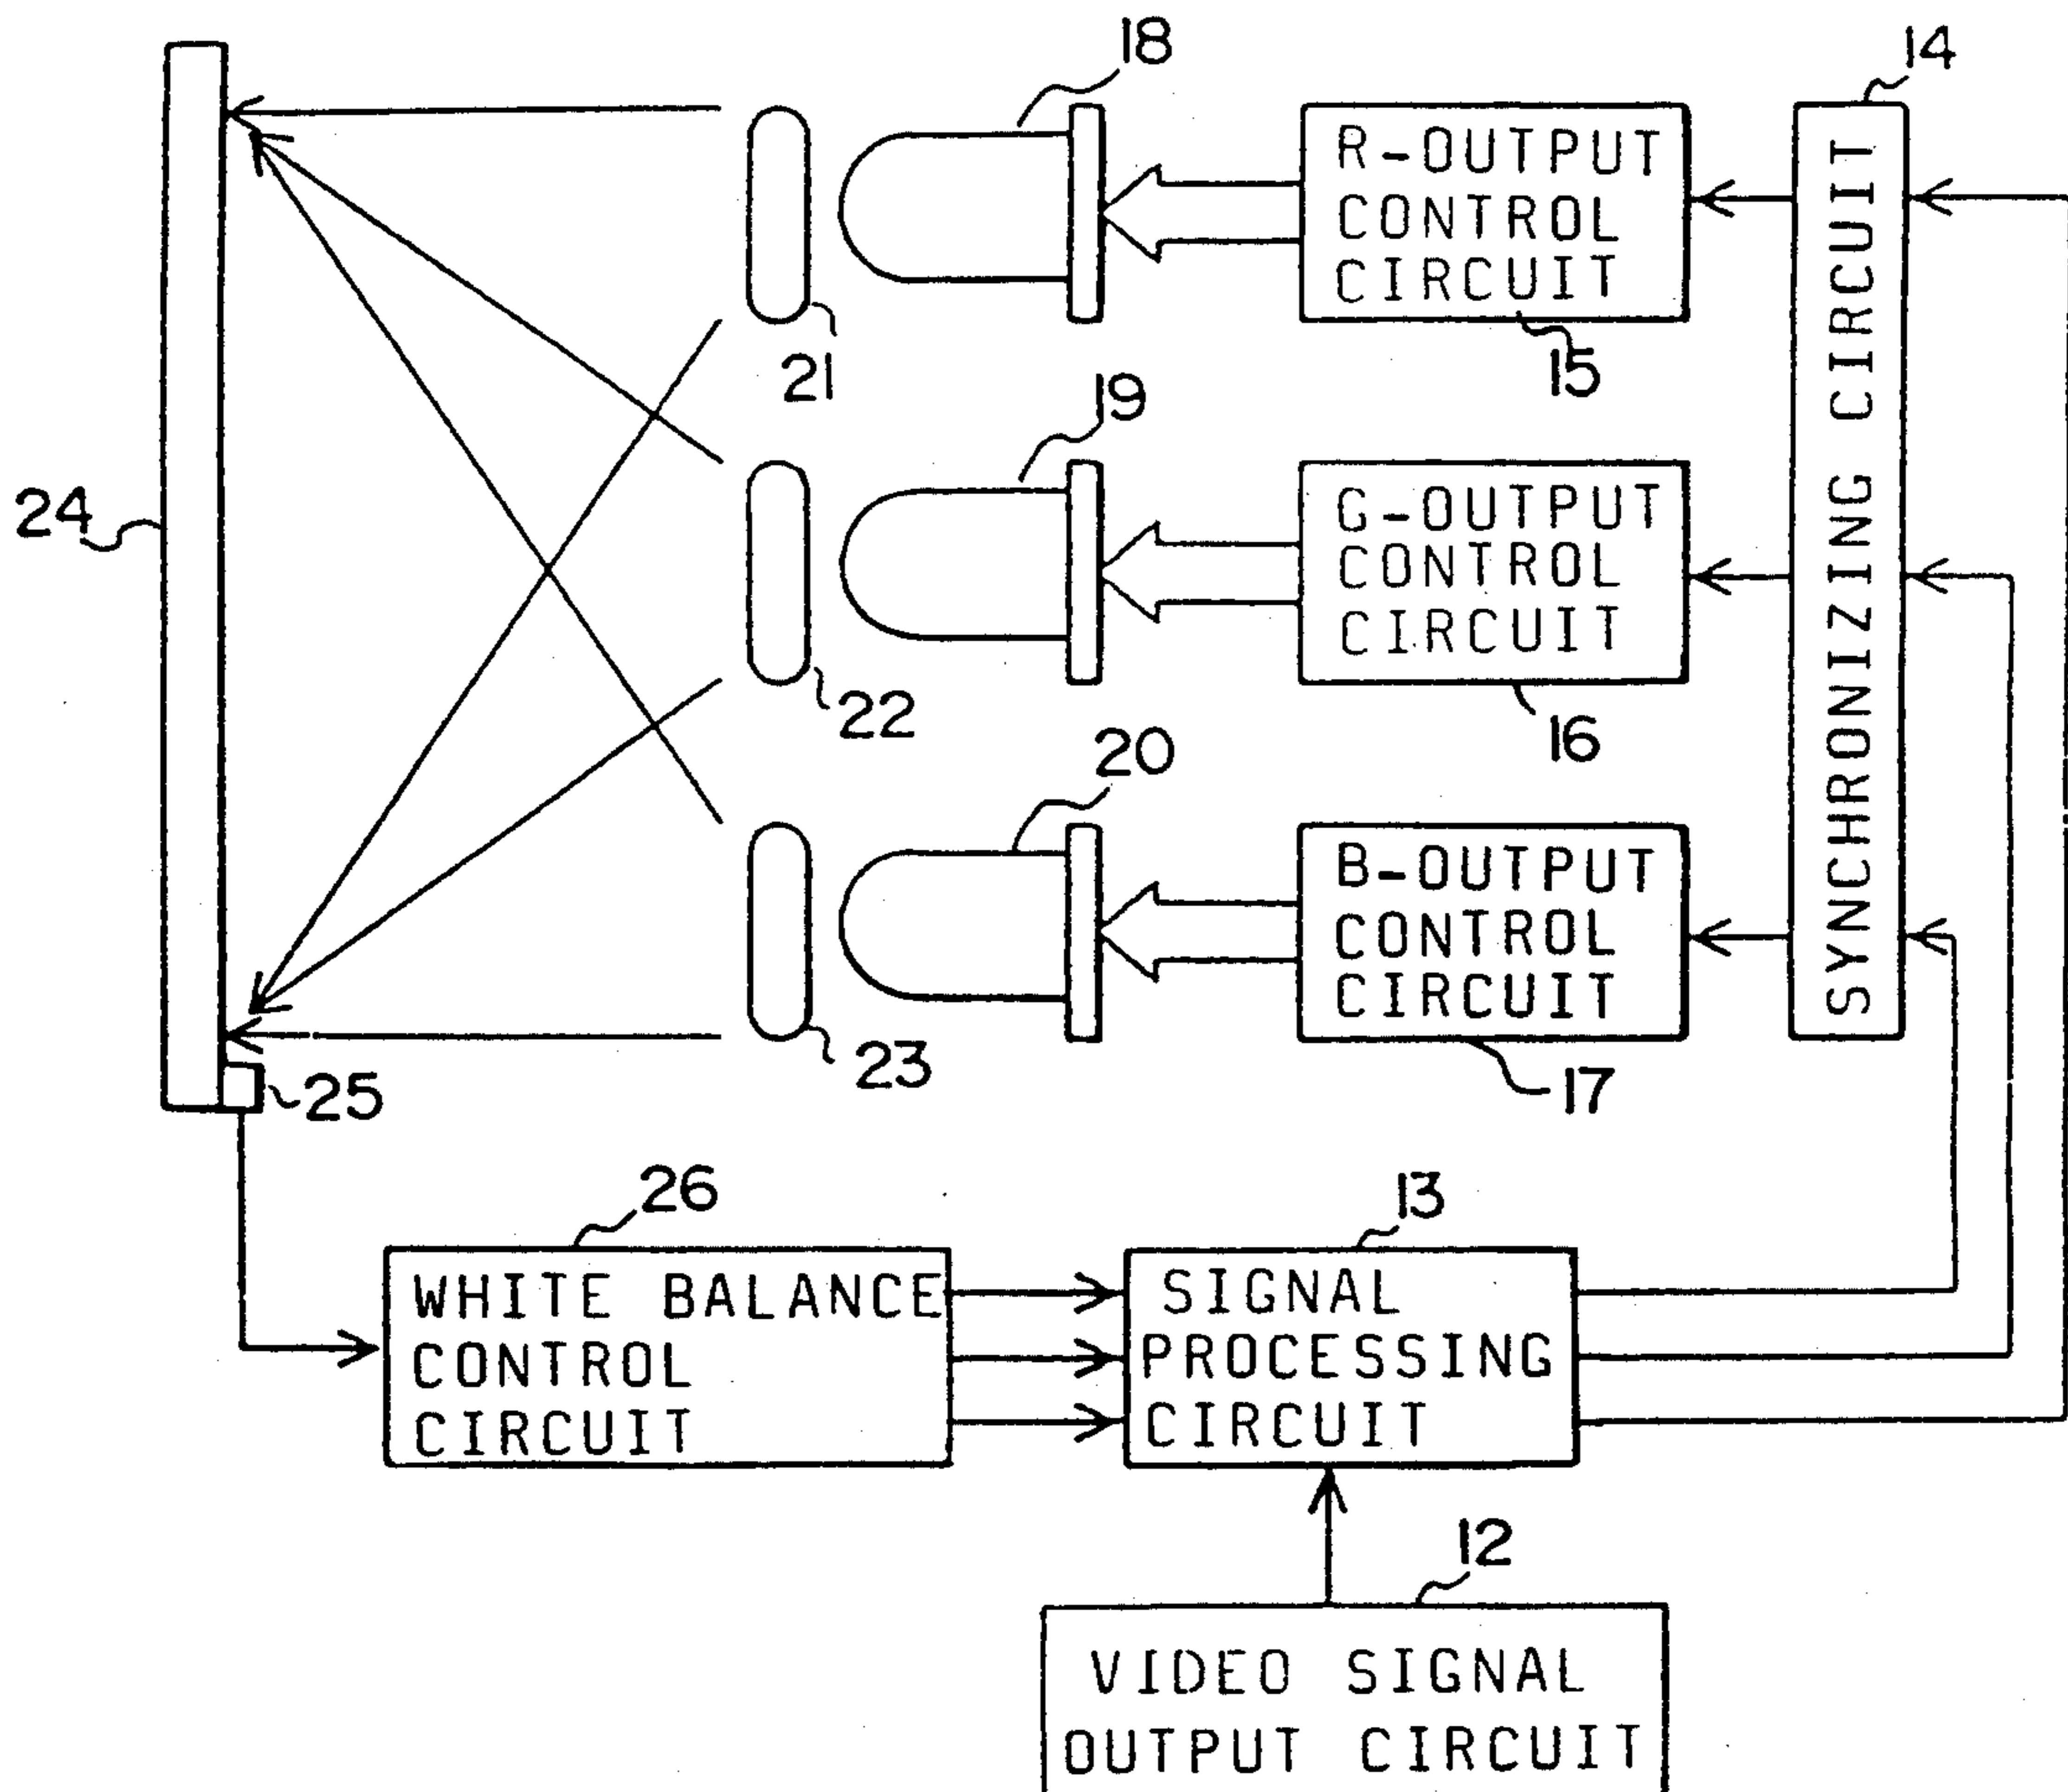 18
14
R-OUTPUT
CONTROL
CIRCUIT
15
21
19
24
G-OUTPUT
CONTROL
CIRCUIT
16
22
20
B-OUTPUT
CONTROL
CIRCUIT
17
23
25
SYNCHRONIZING CIRCUIT
26
WHITE BALANCE
CONTROL
CIRCUIT
13
SIGNAL
PROCESSING
CIRCUIT
12
VIDEO SIGNAL
OUTPUT CIRCUIT